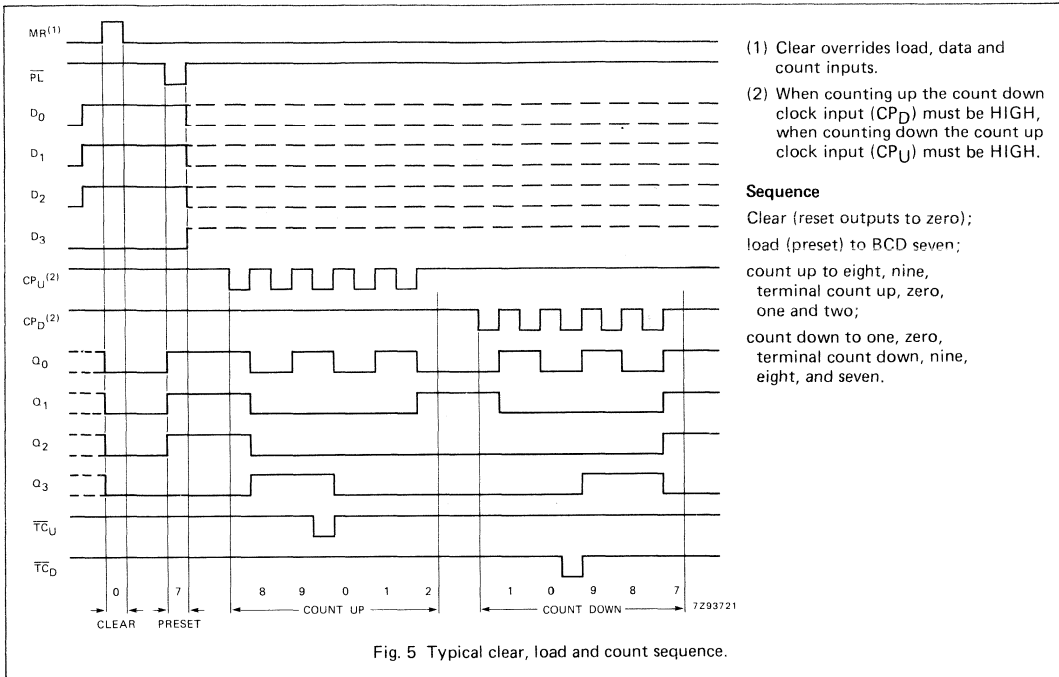 MR(1)
PL
D0
D1
D2
D3
CPU(2)
CPD(2)
Q0
Q1
Q2
Q3
TCU
TCD
0 7 8 9 0 1 2 1 0 9 8 7
CLEAR PRESET COUNT UP COUNT DOWN
7Z93721
(1) Clear overrides load, data and
count inputs.
(2) When counting up the count down
clock input (CPD) must be HIGH,
when counting down the count up
clock input (CPU) must be HIGH.
Sequence
Clear (reset outputs to zero);
load (preset) to BCD seven;
count up to eight, nine,
terminal count up, zero,
one and two;
count down to one, zero,
terminal count down, nine,
eight, and seven.
Fig. 5 Typical clear, load and count sequence.